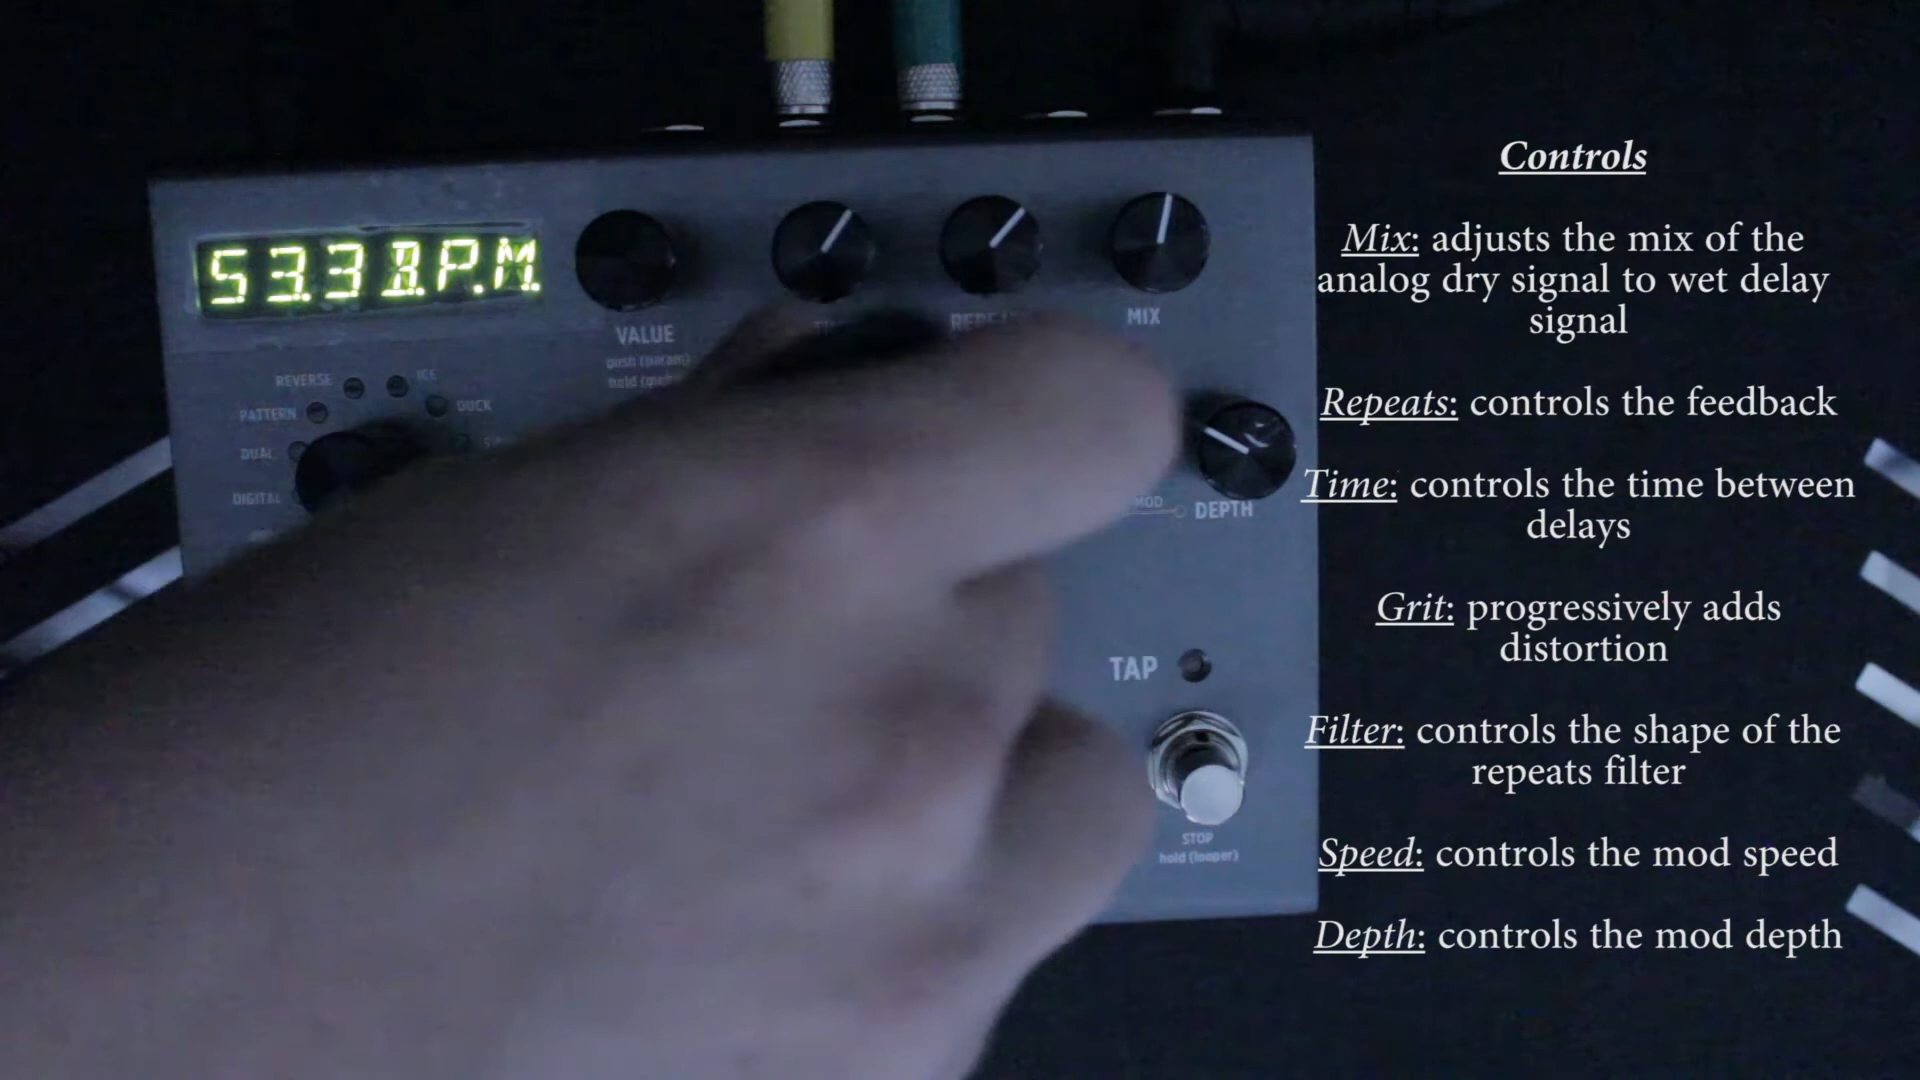 53.3 B.P.M.
VALUE
push (param)
REPEATS
MIX
REVERSE
ICE
PATTERN
DUCK
DUAL
DIGITAL
MOD
DEPTH
TAP
STOP
hold (looper)
Controls
Mix: adjusts the mix of the
analog dry signal to wet delay
signal
Repeats: controls the feedback
Time: controls the time between
delays
Grit: progressively adds
distortion
Filter: controls the shape of the
repeats filter
Speed: controls the mod speed
Depth: controls the mod depth